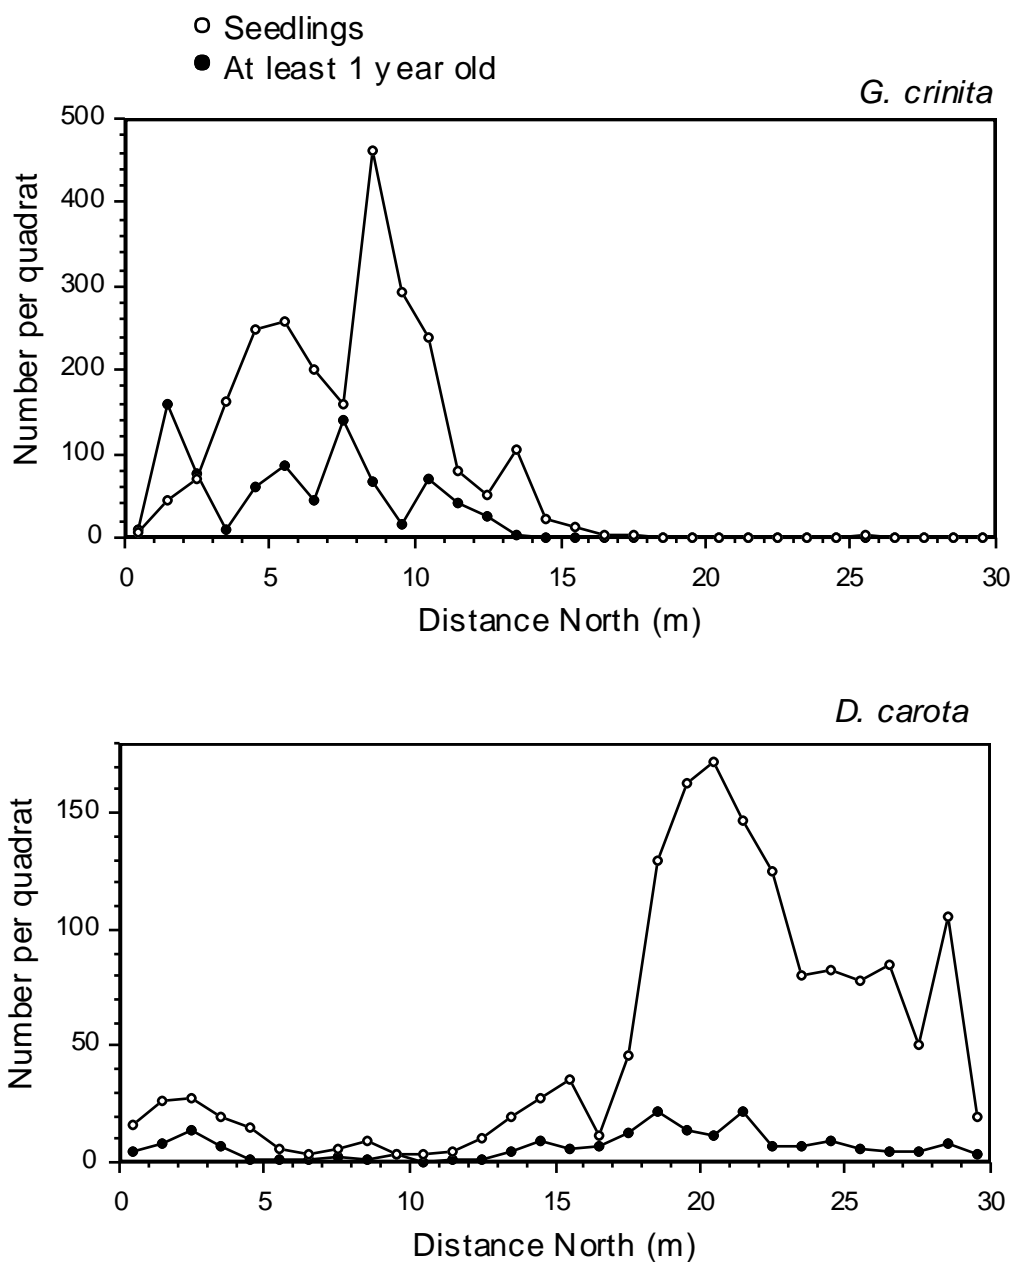 Seedlings
At least 1 year old
G. crinita
500
400
300
200
100
0
Number per quadrat
0 5 10 15 20 25 30
Distance North (m)
D. carota
150
100
50
0
Number per quadrat
0 5 10 15 20 25 30
Distance North (m)